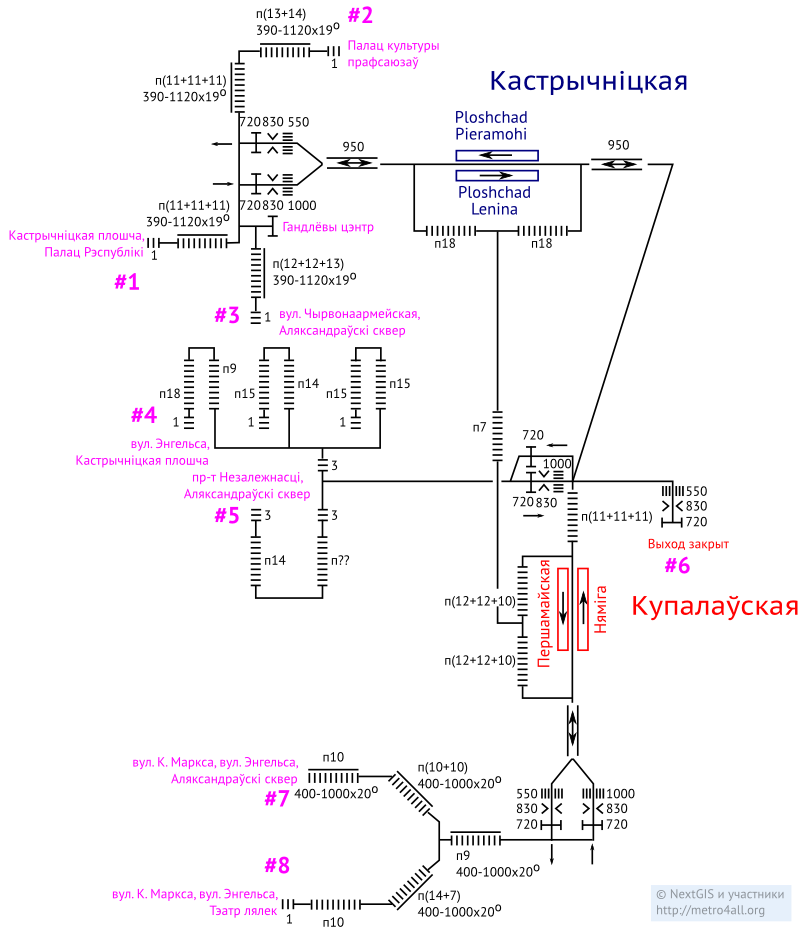 п(13+14)
#2
390-1120x19°
Палац культуры
прафсаюзаў
1
п(11+11+11)
390-1120x19°
Кастрычніцкая
720 830 550
950
Ploshchad
Pieramohi
950
Ploshchad
Lenina
720 830 1000
п(11+11+11)
390-1120x19°
Кастрычніцкая плошча,
Палац Рэспублікі
1
Гандлёвы цэнтр
п18
п18
#1
п(12+12+13)
390-1120x19°
#3
1
вул. Чырвонаармейская,
Аляксандраўскі сквер
п9
п18
п15
п14
п15
п15
#4
1
1
1
п7
вул. Энгельса,
Кастрычніцкая плошча
3
720
1000
пр-т Незалежнасці,
Аляксандраўскі сквер
720 830
550
830
720
#5
3
3
п(11+11+11)
Выход закрыт
#6
п14
п??
п(12+12+10)
Першамайская
Няміга
Купалаўская
п(12+12+10)
вул. К. Маркса, вул. Энгельса,
Аляксандраўскі сквер
п10
400-1000x20°
#7
п(10+10)
400-1000x20°
550
830
720
1000
830
720
#8
п9
400-1000x20°
вул. К. Маркса, вул. Энгельса,
Тэатр лялек
1
п10
п(14+7)
400-1000x20°
© NextGIS и участники
http://metro4all.org